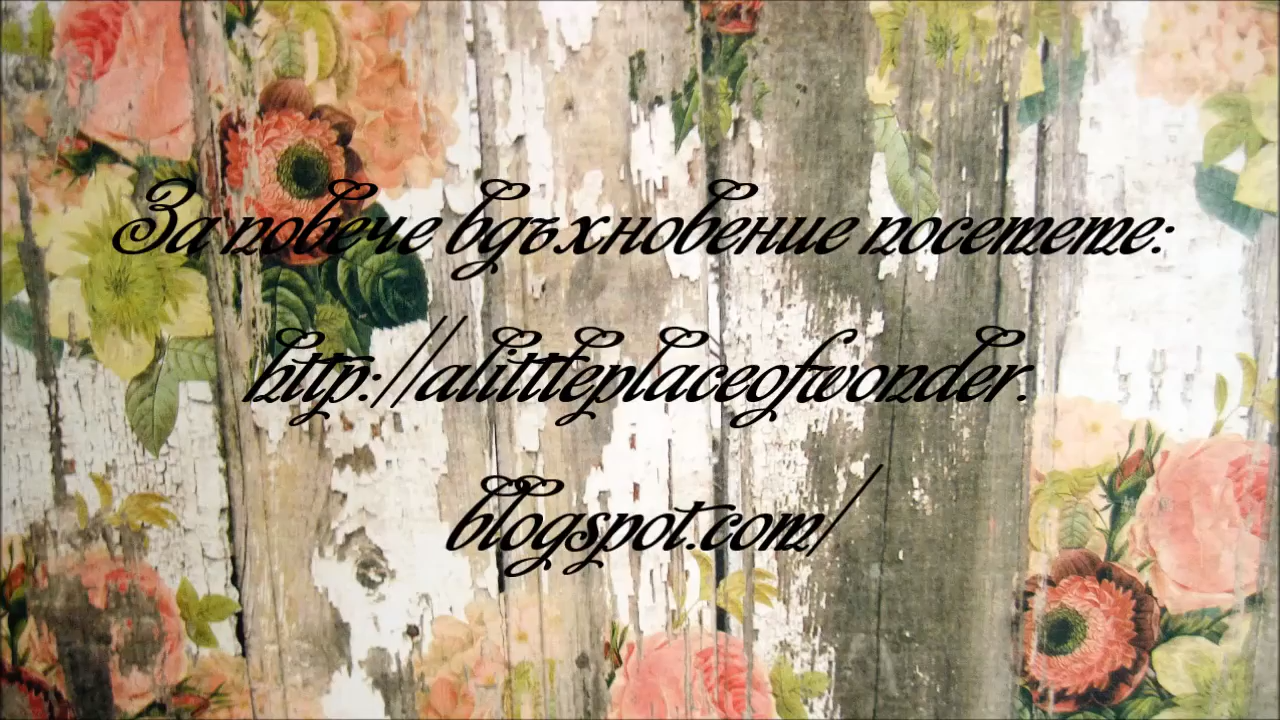 За повече вдъхновение посетете:
http://alittleplaceofwonder.
blogspot.com/